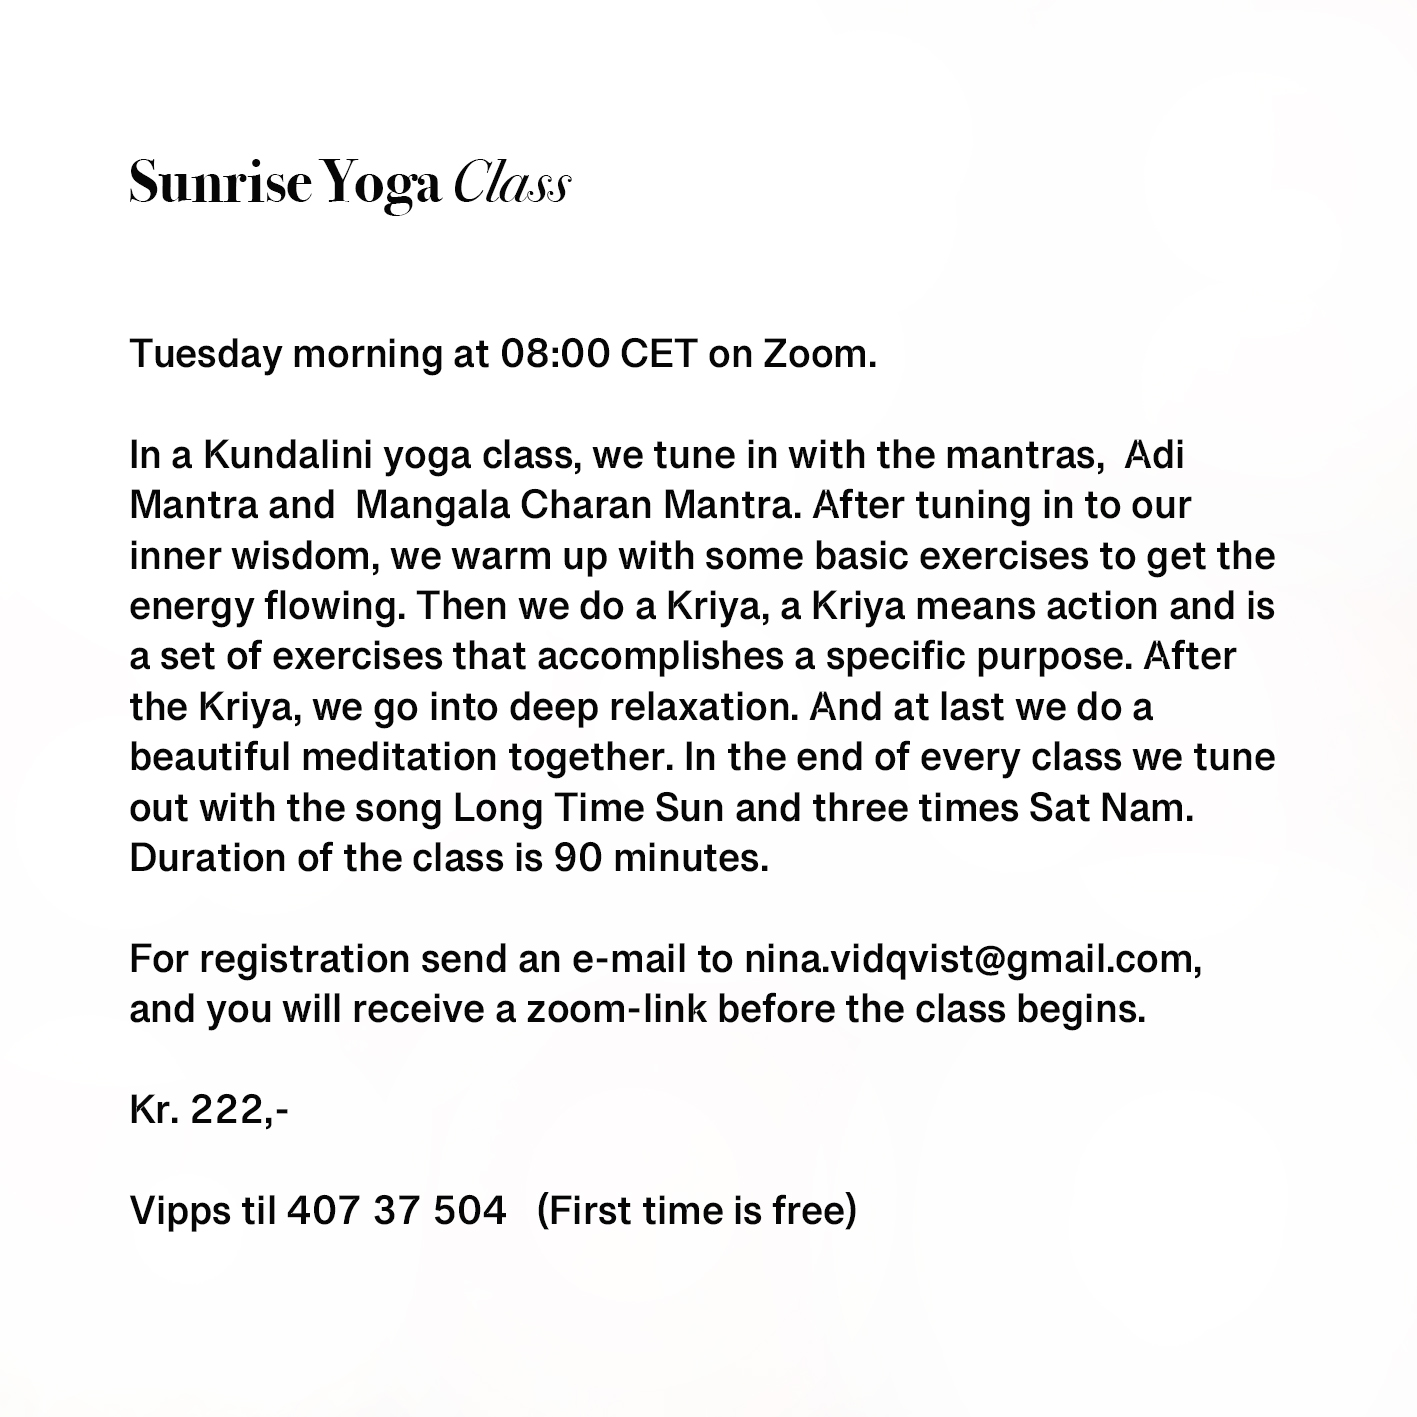 Sunrise Yoga Class
Tuesday morning at 08:00 CET on Zoom.
In a Kundalini yoga class, we tune in with the mantras,  Adi
Mantra and  Mangala Charan Mantra. After tuning in to our
inner wisdom, we warm up with some basic exercises to get the
energy flowing. Then we do a Kriya, a Kriya means action and is
a set of exercises that accomplishes a specific purpose. After
the Kriya, we go into deep relaxation. And at last we do a
beautiful meditation together. In the end of every class we tune
out with the song Long Time Sun and three times Sat Nam.
Duration of the class is 90 minutes.
For registration send an e-mail to nina.vidqvist@gmail.com,
and you will receive a zoom-link before the class begins.
Kr. 222,-
Vipps til 407 37 504   (First time is free)